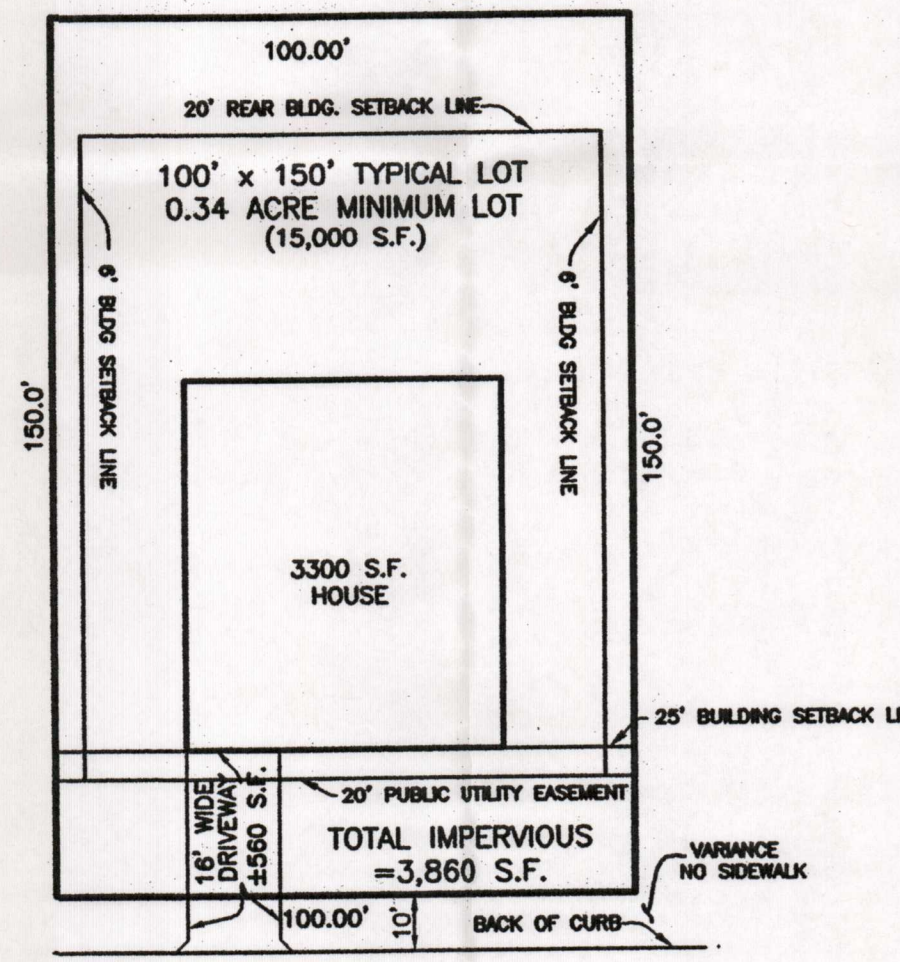 100.00'
20' REAR BLDG. SETBACK LINE
100' x 150' TYPICAL LOT
0.34 ACRE MINIMUM LOT
(15,000 S.F.)
6' BLDG SETBACK LINE
6' BLDG SETBACK LINE
150.0'
150.0'
3300 S.F.
HOUSE
25' BUILDING SETBACK
20' PUBLIC UTILITY EASEMENT
16' WIDE
DRIVEWAY
±560 S.F.
TOTAL IMPERVIOUS
=3,860 S.F.
VARIANCE
NO SIDEWALK
100.00'
10'
BACK OF CURB